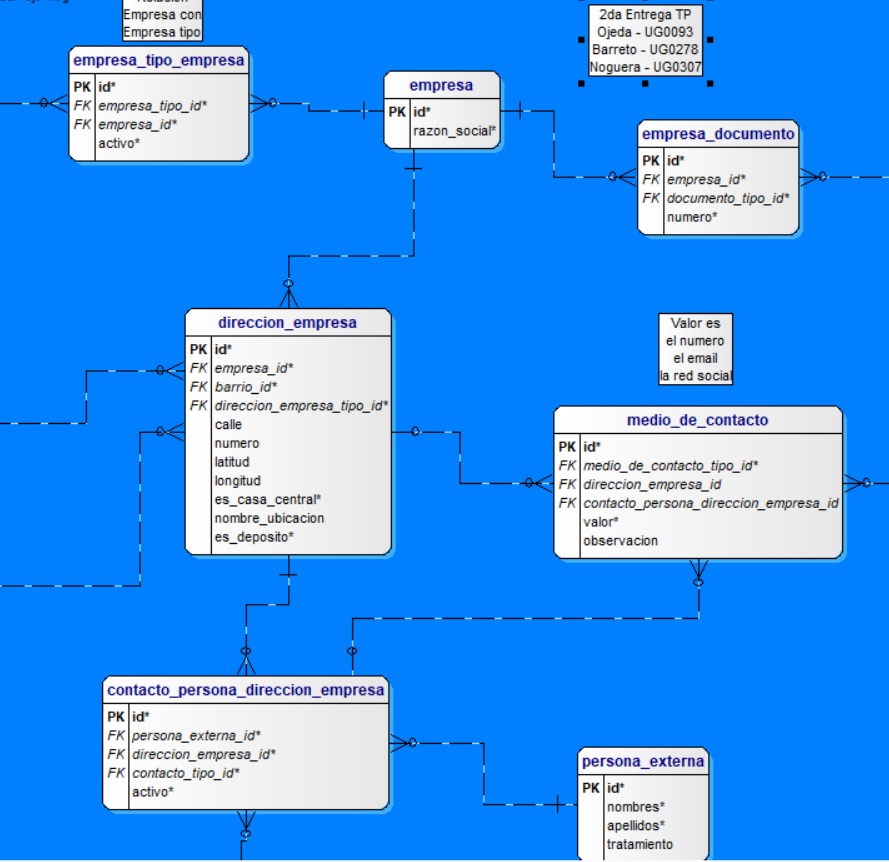 Empresa con
Empresa tipo
2da Entrega TP
Ojeda - UG0093
Barreto - UG0278
Noguera - UG0307
empresa_tipo_empresa
PK id*
FK empresa_tipo_id*
FK empresa_id*
activo*
empresa
PK id*
razon_social*
empresa_documento
PK id*
FK empresa_id*
FK documento_tipo_id*
numero*
direccion_empresa
PK id*
FK empresa_id*
FK barrio_id*
FK direccion_empresa_tipo_id*
calle
numero
latitud
longitud
es_casa_central*
nombre_ubicacion
es_deposito*
Valor es
el numero
el email
la red social
medio_de_contacto
PK id*
FK medio_de_contacto_tipo_id*
FK direccion_empresa_id
FK contacto_persona_direccion_empresa_id
valor*
observacion
contacto_persona_direccion_empresa
PK id*
FK persona_externa_id*
FK direccion_empresa_id*
FK contacto_tipo_id*
activo*
persona_externa
PK id*
nombres*
apellidos*
tratamiento